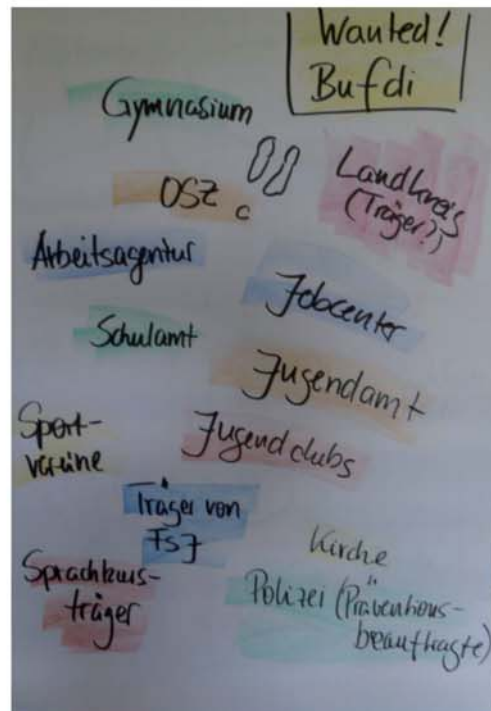 Wanted!
Bufdi
Gymnasium
Landkreis
(Träger?)
OSZ
c
Arbeitsagentur
Jobcenter
Schulamt
Jugendamt
Sport-
vereine
Jugendclubs
Träger von
FSJ
Kirche
Sprachkurs-
träger
Polizei (Präventions-
beauftragte)